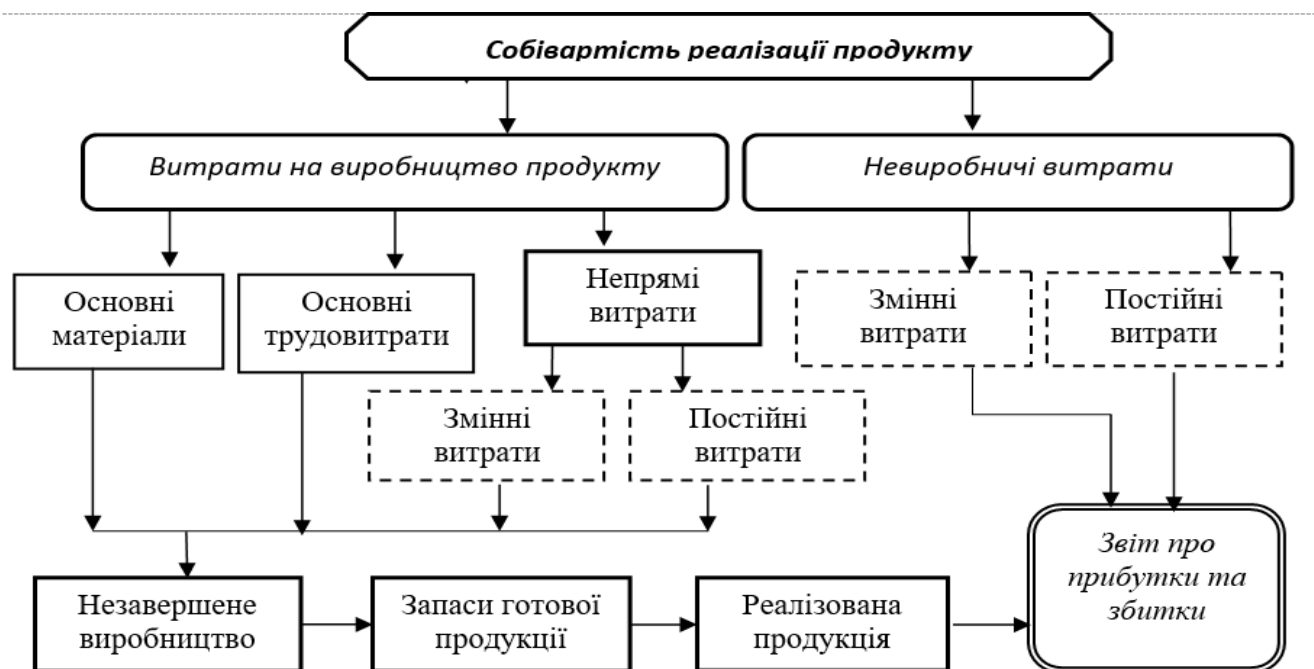 Собівартість реалізації продукту
Витрати на виробництво продукту
Невиробничі витрати
Основні
матеріали
Основні
трудовитрати
Непрямі
витрати
Змінні
витрати
Постійні
витрати
Змінні
витрати
Постійні
витрати
Незавершене
виробництво
Запаси готової
продукції
Реалізована
продукція
Звіт про
прибутки та
збитки